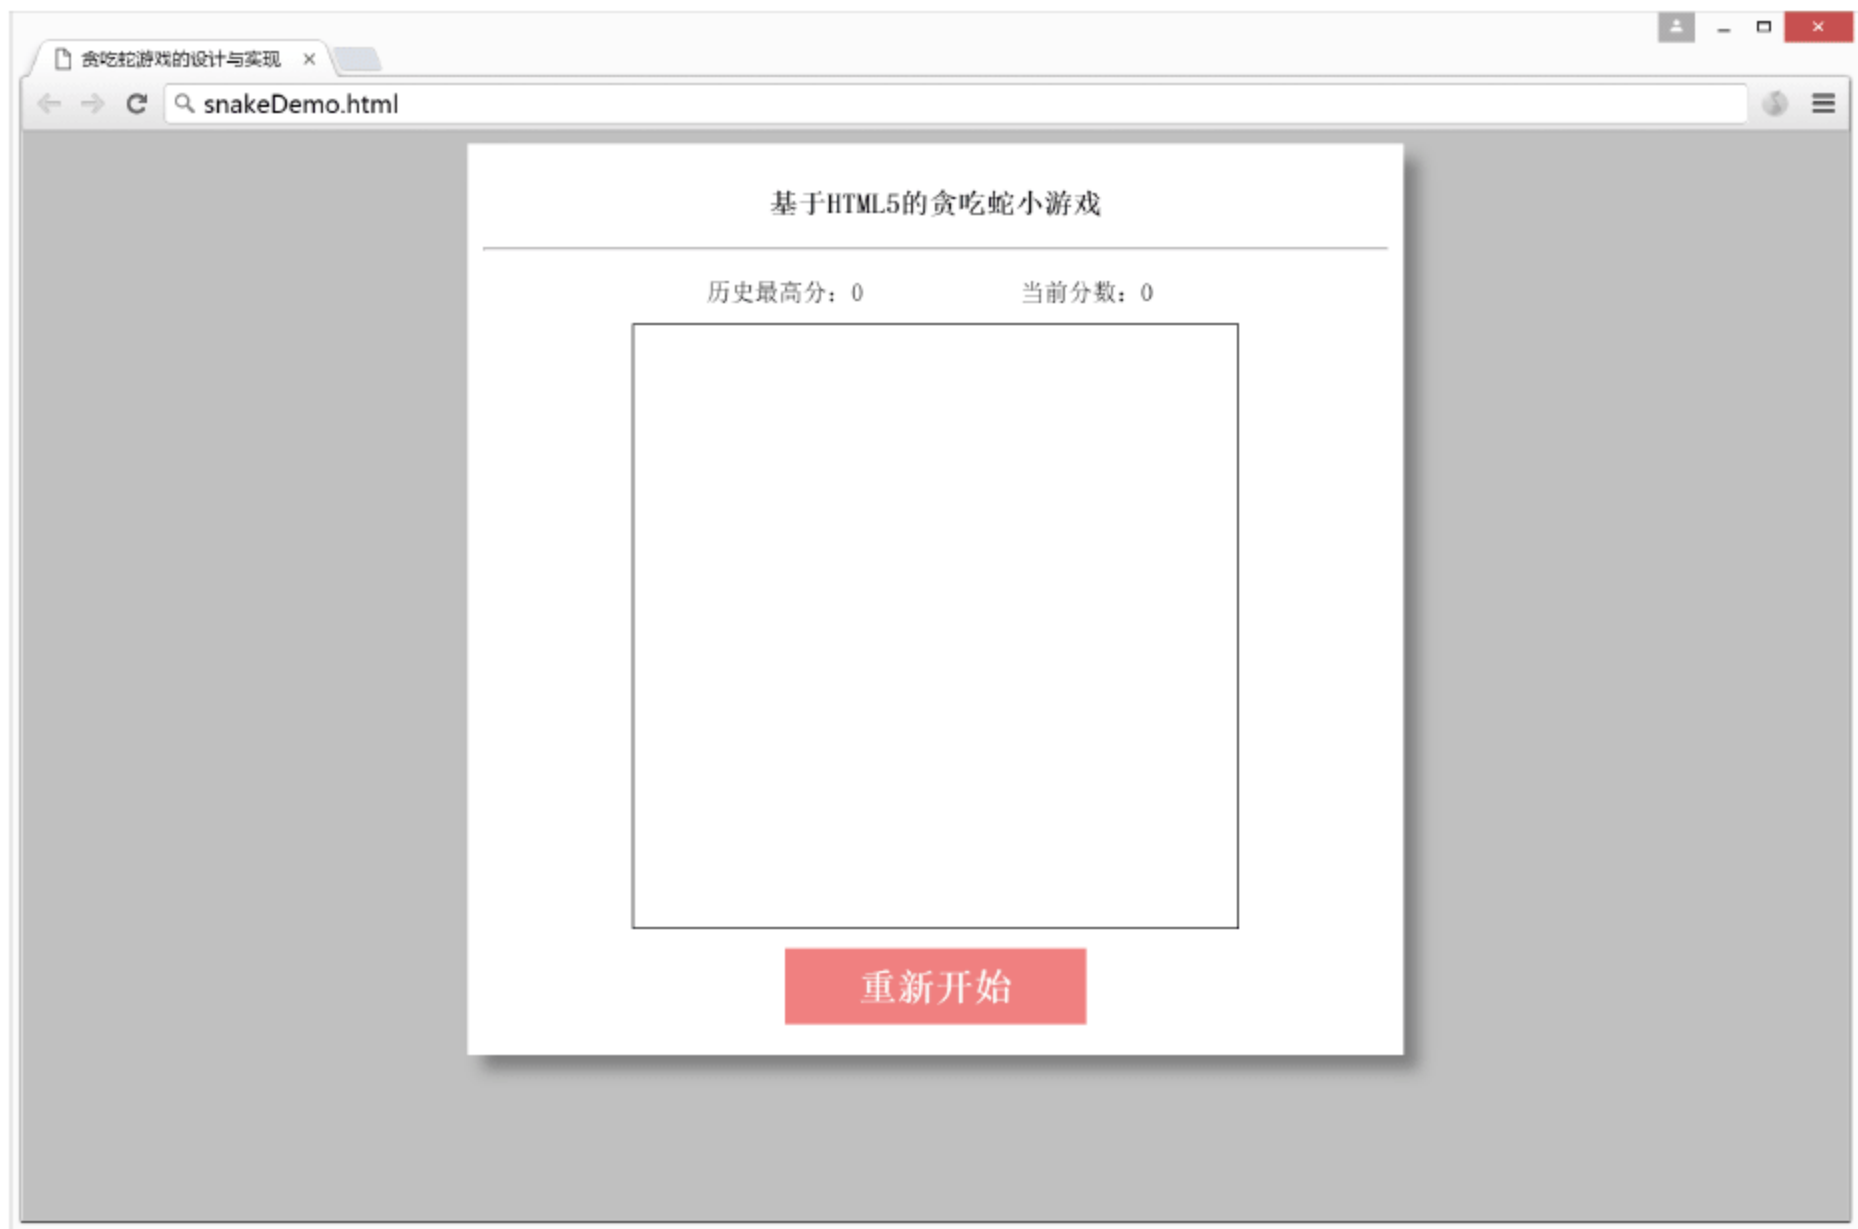 贪吃蛇游戏的设计与实现
snakeDemo.html
基于HTML5的贪吃蛇小游戏
历史最高分：0 当前分数：0
重新开始